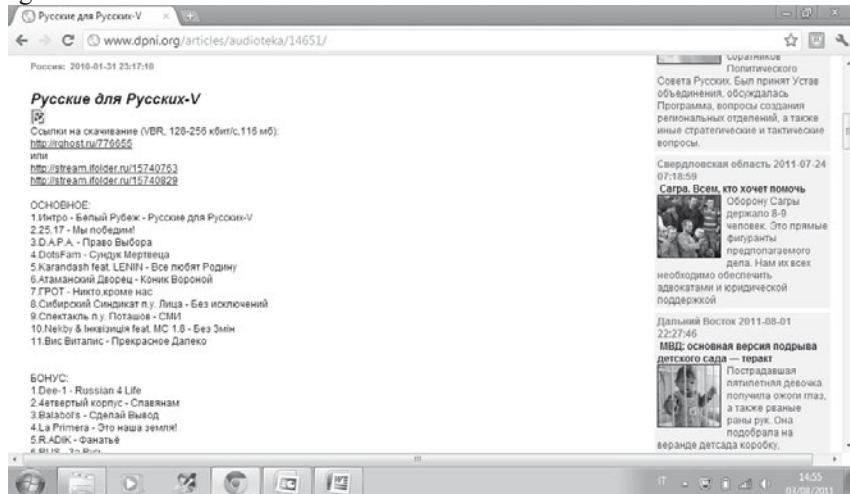 Русские для Русских-V
www.dpni.org/articles/audioteka/14651/
Россия: 2010-01-31 23:17:10
Русские для Русских-V
Ссылки на скачивание (VBR, 128-256 кбит/с,116 мб):
http://rghost.ru/776655
или
http://stream.ifolder.ru/15740763
http://stream.ifolder.ru/15740829
ОСНОВНОЕ:
1.Интро - Белый Рубеж - Русские для Русских-V
2.25.17 - Мы победим!
3.D.A.P.A. - Право Выбора
4.DotsFam - Сундук Мертвеца
5.Karandash feat. LENIN - Все любят Родину
6.Атаманский Дворец - Коник Вороной
7.ГРОТ - Никто,кроме нас
8.Сибирский Синдикат п.у. Лица - Без исключений
9.Спектакль п.у. Поташов - СМИ
10.Nekby & Інквізиція feat. MC 1.8 - Без Змін
11.Вис Виталис - Прекрасное Далеко
БОНУС:
1.Dee-1 - Russian 4 Life
2.4етвертый корпус - Славянам
3.Balabol's - Сделай Вывод
4.La Primera - Это наша земля!
5.R.ADIK - Фанатьё
6.RUS - За Рус
соратников
Политического
Совета Русских. Был принят Устав
объединения, обсуждалась
Программа, вопросы создания
региональных отделений, а также
иные стратегические и тактические
вопросы.
Свердловская область 2011-07-24
07:18:59
Сагра. Всем, кто хочет помочь
Оборону Сагры
держало 8-9
человек. Это прямые
фигуранты
предполагаемого
дела. Нам их всех
необходимо обеспечить
адвокатами и юридической
поддержкой
Дальний Восток 2011-08-01
22:27:46
МВД: основная версия подрыва
детского сада — теракт
Пострадавшая
пятилетняя девочка
получила ожоги глаз,
а также рваные
раны рук. Она
подобрала на
веранде детсада коробку,
IT
14:55
03/08/2011